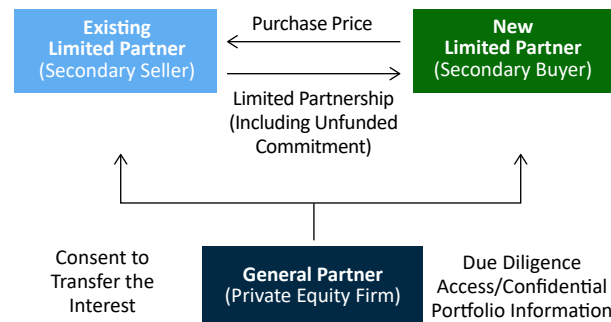 Existing
Limited Partner
(Secondary Seller)
Purchase Price
New
Limited Partner
(Secondary Buyer)
Limited Partnership
(Including Unfunded
Commitment)
Consent to
Transfer the
Interest
General Partner
(Private Equity Firm)
Due Diligence
Access/Confidential
Portfolio Information